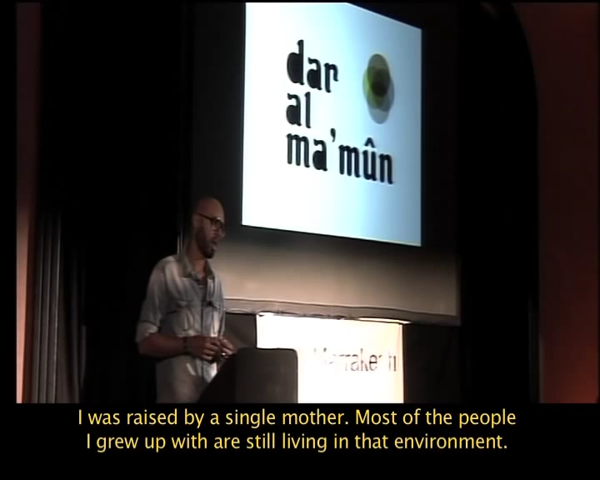 dar
al
ma'mûn
Marrakech
I was raised by a single mother. Most of the people
I grew up with are still living in that environment.